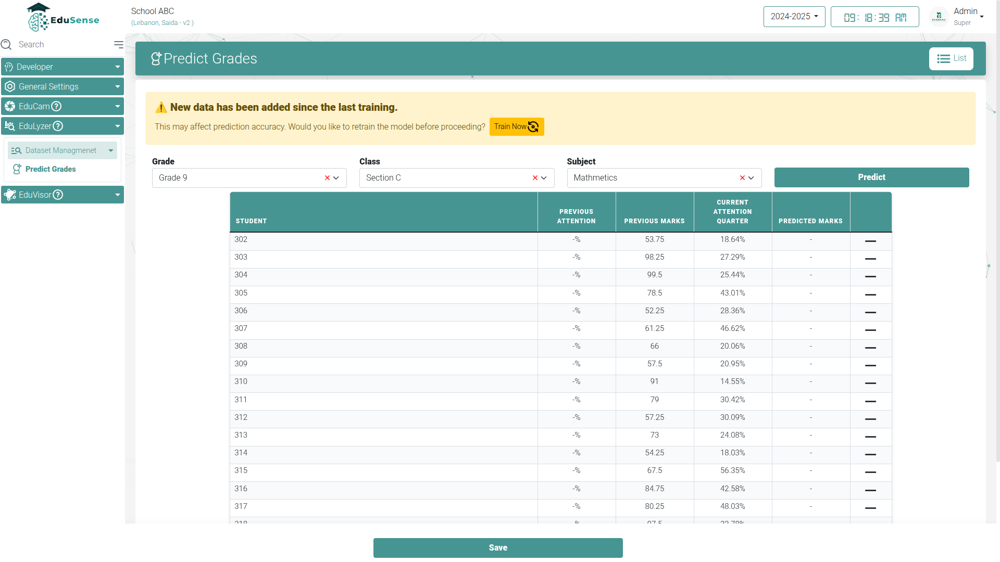 EduSense
School ABC
(Lebanon, Saida - v2 )
2024-2025
09:18:39 AM
Admin
Super
Search
Developer
General Settings
EduCam ?
EduLyzer ?
Dataset Managmenet
Predict Grades
EduVisor ?
Predict Grades
List
New data has been added since the last training.
This may affect prediction accuracy. Would you like to retrain the model before proceeding? Train Now
Grade Class Subject
Grade 9 Section C Mathmetics Predict
STUDENT PREVIOUS ATTENTION PREVIOUS MARKS CURRENT ATTENTION QUARTER PREDICTED MARKS
302 -% 53.75 18.64% -
303 -% 98.25 27.29% -
304 -% 99.5 25.44% -
305 -% 78.5 43.01% -
306 -% 52.25 28.36% -
307 -% 61.25 46.62% -
308 -% 66 20.06% -
309 -% 57.5 20.95% -
310 -% 91 14.55% -
311 -% 79 30.42% -
312 -% 57.25 30.09% -
313 -% 73 24.08% -
314 -% 54.25 18.03% -
315 -% 67.5 56.35% -
316 -% 84.75 42.58% -
317 -% 80.25 48.03% -
Save